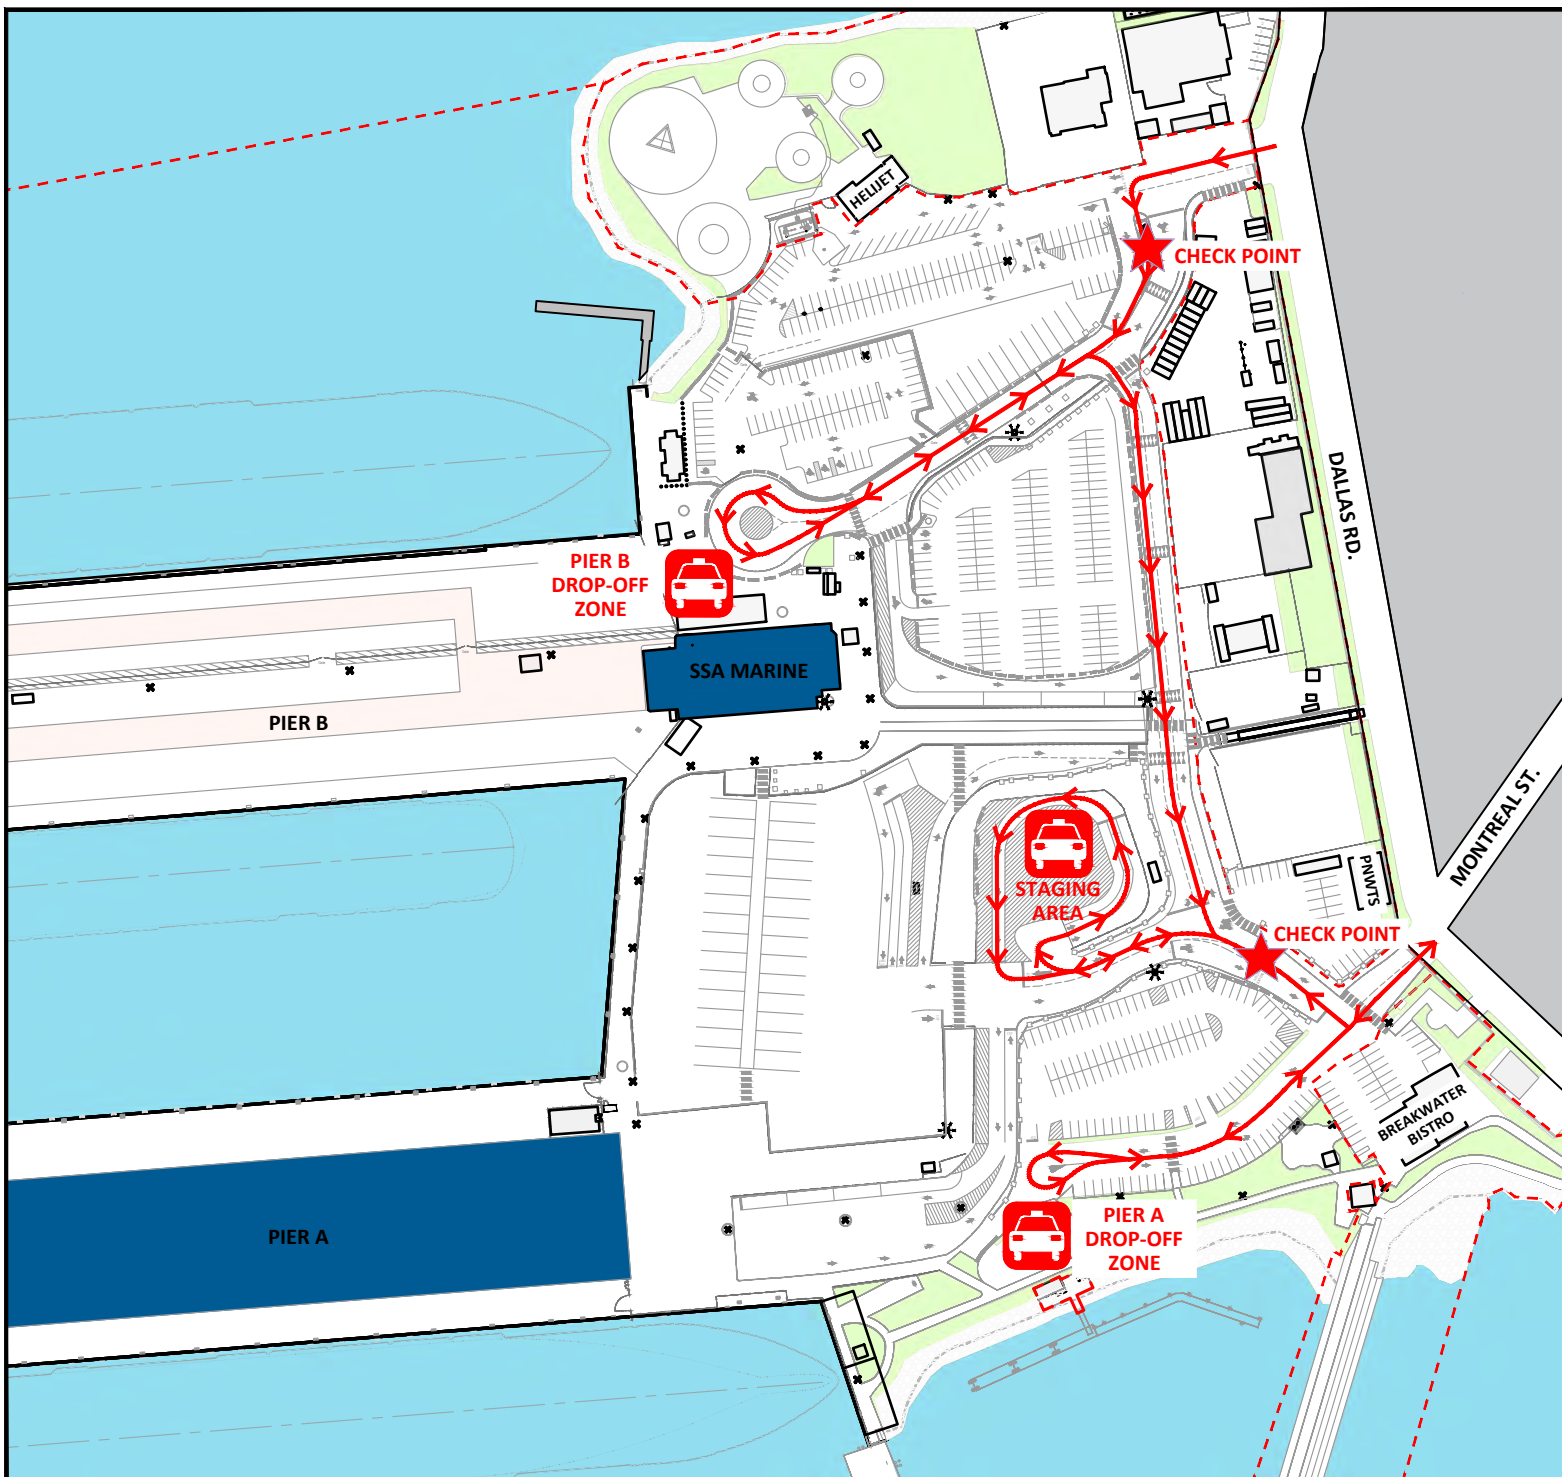 HELIJET
CHECK POINT
DALLAS RD.
PIER B
DROP-OFF
ZONE
SSA MARINE
PIER B
MONTREAL ST.
STAGING
AREA
PNWTS
CHECK POINT
BREAKWATER
BISTRO
PIER A
DROP-OFF
ZONE
PIER A